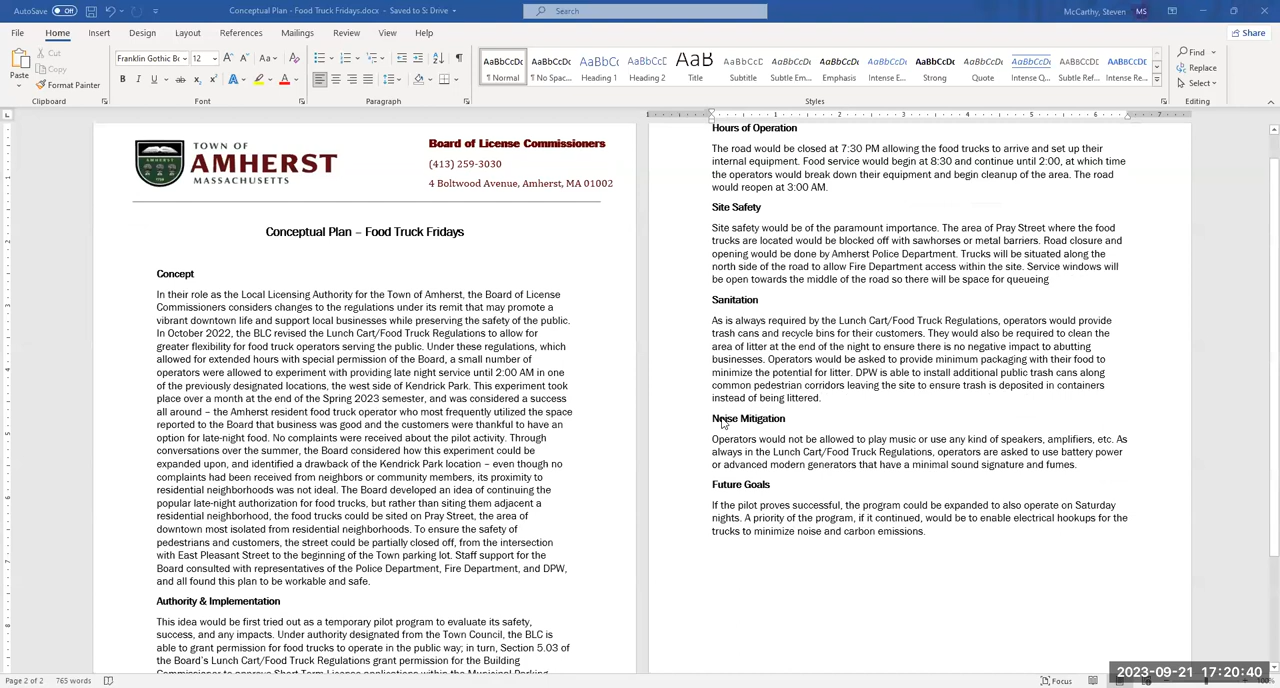 AutoSave Off
Conceptual Plan - Food Truck Fridays.docx - Saved to S: Drive
Search
McCarthy, Steven MS
File Home Insert Design Layout References Mailings Review View Help
Share
Paste
Cut
Copy
Format Painter
Franklin Gothic B 12
Clipboard
Font
Paragraph
AaBbCcDc Normal
AaBbCcDc No Spac...
AaBbCc Heading 1
AaBbCcD Heading 2
AaB Title
AaBbCcD Subtitle
AaBbCcDc Subtle Em...
AaBbCcDc Emphasis
AaBbCcDc Intense E...
AaBbCcDc Strong
AaBbCcDc Quote
AaBbCcDc Intense Q...
AaBbCcDc Subtle Ref...
AaBbCcDc Intense Re...
Styles
Find
Replace
Select
Editing
TOWN OF
AMHERST
MASSACHUSETTS
Board of License Commissioners
(413) 259-3030
4 Boltwood Avenue, Amherst, MA 01002
Conceptual Plan – Food Truck Fridays
Concept
In their role as the Local Licensing Authority for the Town of Amherst, the Board of License
Commissioners considers changes to the regulations under its remit that may promote a
vibrant downtown life and support local businesses while preserving the safety of the public.
In October 2022, the BLC revised the Lunch Cart/Food Truck Regulations to allow for
greater flexibility for food truck operators serving the public. Under these regulations, which
allowed for extended hours with special permission of the Board, a small number of
operators were allowed to experiment with providing late night service until 2:00 AM in one
of the previously designated locations, the west side of Kendrick Park. This experiment took
place over a month at the end of the Spring 2023 semester, and was considered a success
all around – the Amherst resident food truck operator who most frequently utilized the space
reported to the Board that business was good and the customers were thankful to have an
option for late-night food. No complaints were received about the pilot activity. Through
conversations over the summer, the Board considered how this experiment could be
expanded upon, and identified a drawback of the Kendrick Park location – even though no
complaints had been received from neighbors or community members, its proximity to
residential neighborhoods was not ideal. The Board developed an idea of continuing the
popular late-night authorization for food trucks, but rather than siting them adjacent a
residential neighborhood, the food trucks could be sited on Pray Street, the area of
downtown most isolated from residential neighborhoods. To ensure the safety of
pedestrians and customers, the street could be partially closed off, from the intersection
with East Pleasant Street to the beginning of the Town parking lot. Staff support for the
Board consulted with representatives of the Police Department, Fire Department, and DPW,
and all found this plan to be workable and safe.
Authority & Implementation
This idea would be first tried out as a temporary pilot program to evaluate its safety,
success, and any impacts. Under authority designated from the Town Council, the BLC is
able to grant permission for food trucks to operate in the public way; in turn, Section 5.03 of
the Board's Lunch Cart/Food Truck Regulations grant permission for the Building
Commissioner to approve Short Term License applications within the Municipal Parking
Hours of Operation
The road would be closed at 7:30 PM allowing the food trucks to arrive and set up their
internal equipment. Food service would begin at 8:30 and continue until 2:00, at which time
the operators would break down their equipment and begin cleanup of the area. The road
would reopen at 3:00 AM.
Site Safety
Site safety would be of the paramount importance. The area of Pray Street where the food
trucks are located would be blocked off with sawhorses or metal barriers. Road closure and
opening would be done by Amherst Police Department. Trucks will be situated along the
north side of the road to allow Fire Department access within the site. Service windows will
be open towards the middle of the road so there will be space for queueing
Sanitation
As is always required by the Lunch Cart/Food Truck Regulations, operators would provide
trash cans and recycle bins for their customers. They would also be required to clean the
area of litter at the end of the night to ensure there is no negative impact to abutting
businesses. Operators would be asked to provide minimum packaging with their food to
minimize the potential for litter. DPW is able to install additional public trash cans along
common pedestrian corridors leaving the site to ensure trash is deposited in containers
instead of being littered.
Noise Mitigation
Operators would not be allowed to play music or use any kind of speakers, amplifiers, etc. As
always in the Lunch Cart/Food Truck Regulations, operators are asked to use battery power
or advanced modern generators that have a minimal sound signature and fumes.
Future Goals
If the pilot proves successful, the program could be expanded to also operate on Saturday
nights. A priority of the program, if it continued, would be to enable electrical hookups for the
trucks to minimize noise and carbon emissions.
Page 2 of 2 765 words
Focus
2023-09-21 17:20:40